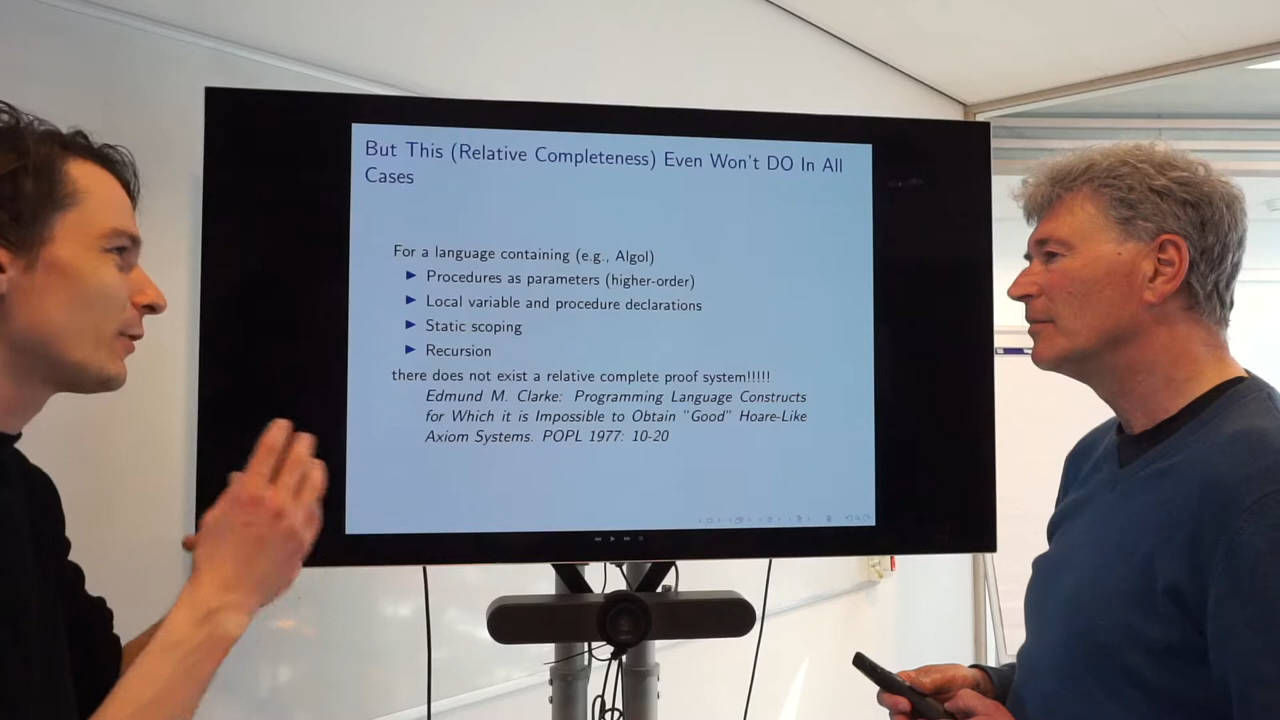 But This (Relative Completeness) Even Won't DO In All
Cases
For a language containing (e.g., Algol)
Procedures as parameters (higher-order)
Local variable and procedure declarations
Static scoping
Recursion
there does not exist a relative complete proof system!!!!!
Edmund M. Clarke: Programming Language Constructs
for Which it is Impossible to Obtain "Good" Hoare-Like
Axiom Systems. POPL 1977: 10-20